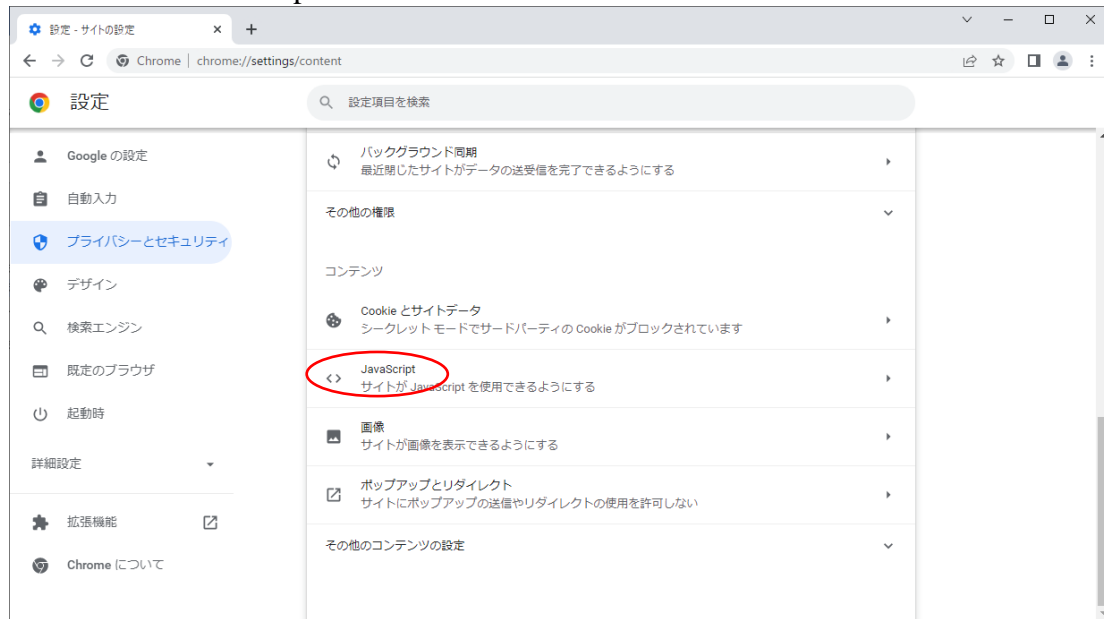 設定 - サイトの設定
Chrome | chrome://settings/content
設定
設定項目を検索
Google の設定
自動入力
プライバシーとセキュリティ
デザイン
検索エンジン
既定のブラウザ
起動時
詳細設定
拡張機能
Chrome について
バックグラウンド同期
最近閉じたサイトがデータの送受信を完了できるようにする
その他の権限
コンテンツ
Cookie とサイトデータ
シークレット モードでサードパーティの Cookie がブロックされています
JavaScript
サイトが JavaScript を使用できるようにする
画像
サイトが画像を表示できるようにする
ポップアップとリダイレクト
サイトにポップアップの送信やリダイレクトの使用を許可しない
その他のコンテンツの設定